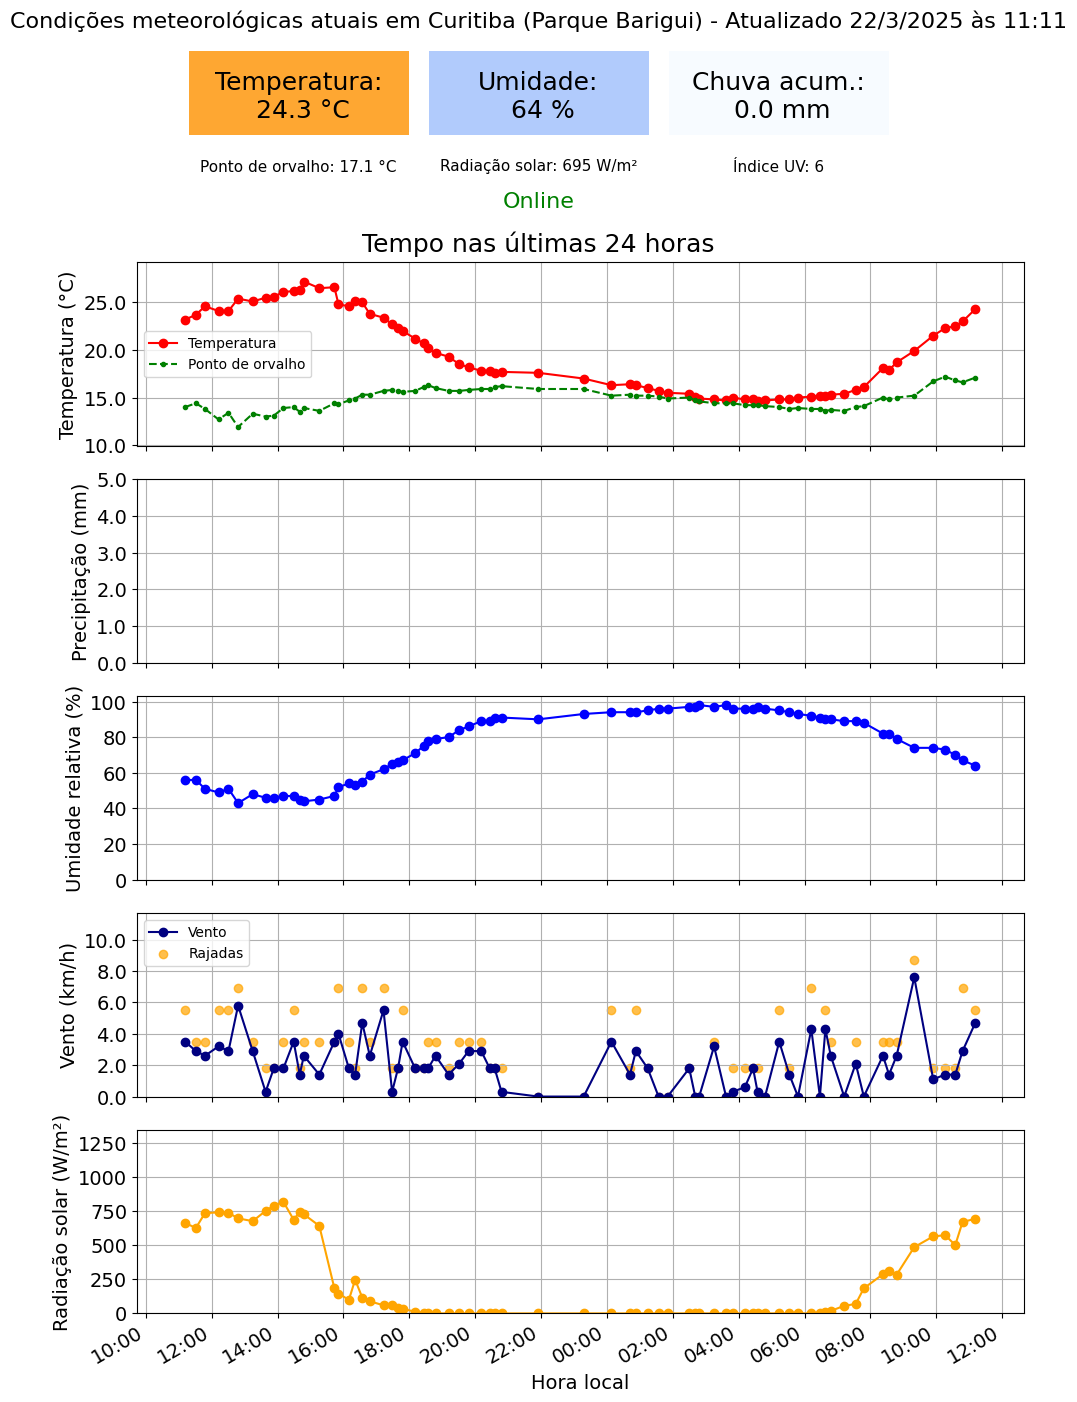 Condições meteorológicas atuais em Curitiba (Parque Barigui) - Atualizado 22/3/2025 às 11:11
Temperatura:
24.3 °C
Umidade:
64 %
Chuva acum.:
0.0 mm
Ponto de orvalho: 17.1 °C
Radiação solar: 695 W/m²
Índice UV: 6
Online
Tempo nas últimas 24 horas
Temperatura (°C)
25.0
20.0
15.0
10.0
Temperatura
Ponto de orvalho
Precipitação (mm)
5.0
4.0
3.0
2.0
1.0
0.0
Umidade relativa (%)
100
80
60
40
20
0
Vento (km/h)
10.0
8.0
6.0
4.0
2.0
0.0
Vento
Rajadas
Radiação solar (W/m²)
1250
1000
750
500
250
0
10:00
12:00
14:00
16:00
18:00
20:00
22:00
00:00
02:00
04:00
06:00
08:00
10:00
12:00
Hora local